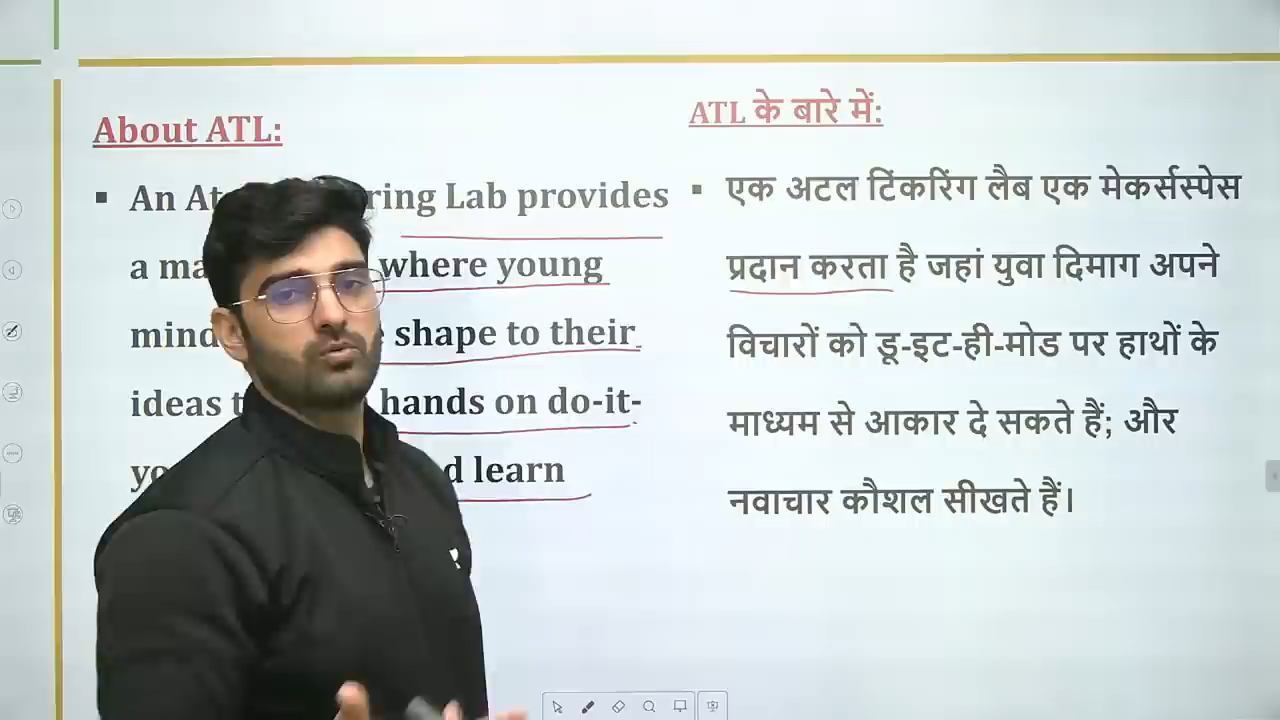 About ATL:
▪ An At ring Lab provides
a ma where young
mind shape to their
ideas t hands on do-it-
yo d learn
ATL के बारे में:
▪ एक अटल टिंकरिंग लैब एक मेकर्सस्पेस
प्रदान करता है जहां युवा दिमाग अपने
विचारों को डू-इट-ही-मोड पर हाथों के
माध्यम से आकार दे सकते हैं; और
नवाचार कौशल सीखते हैं।